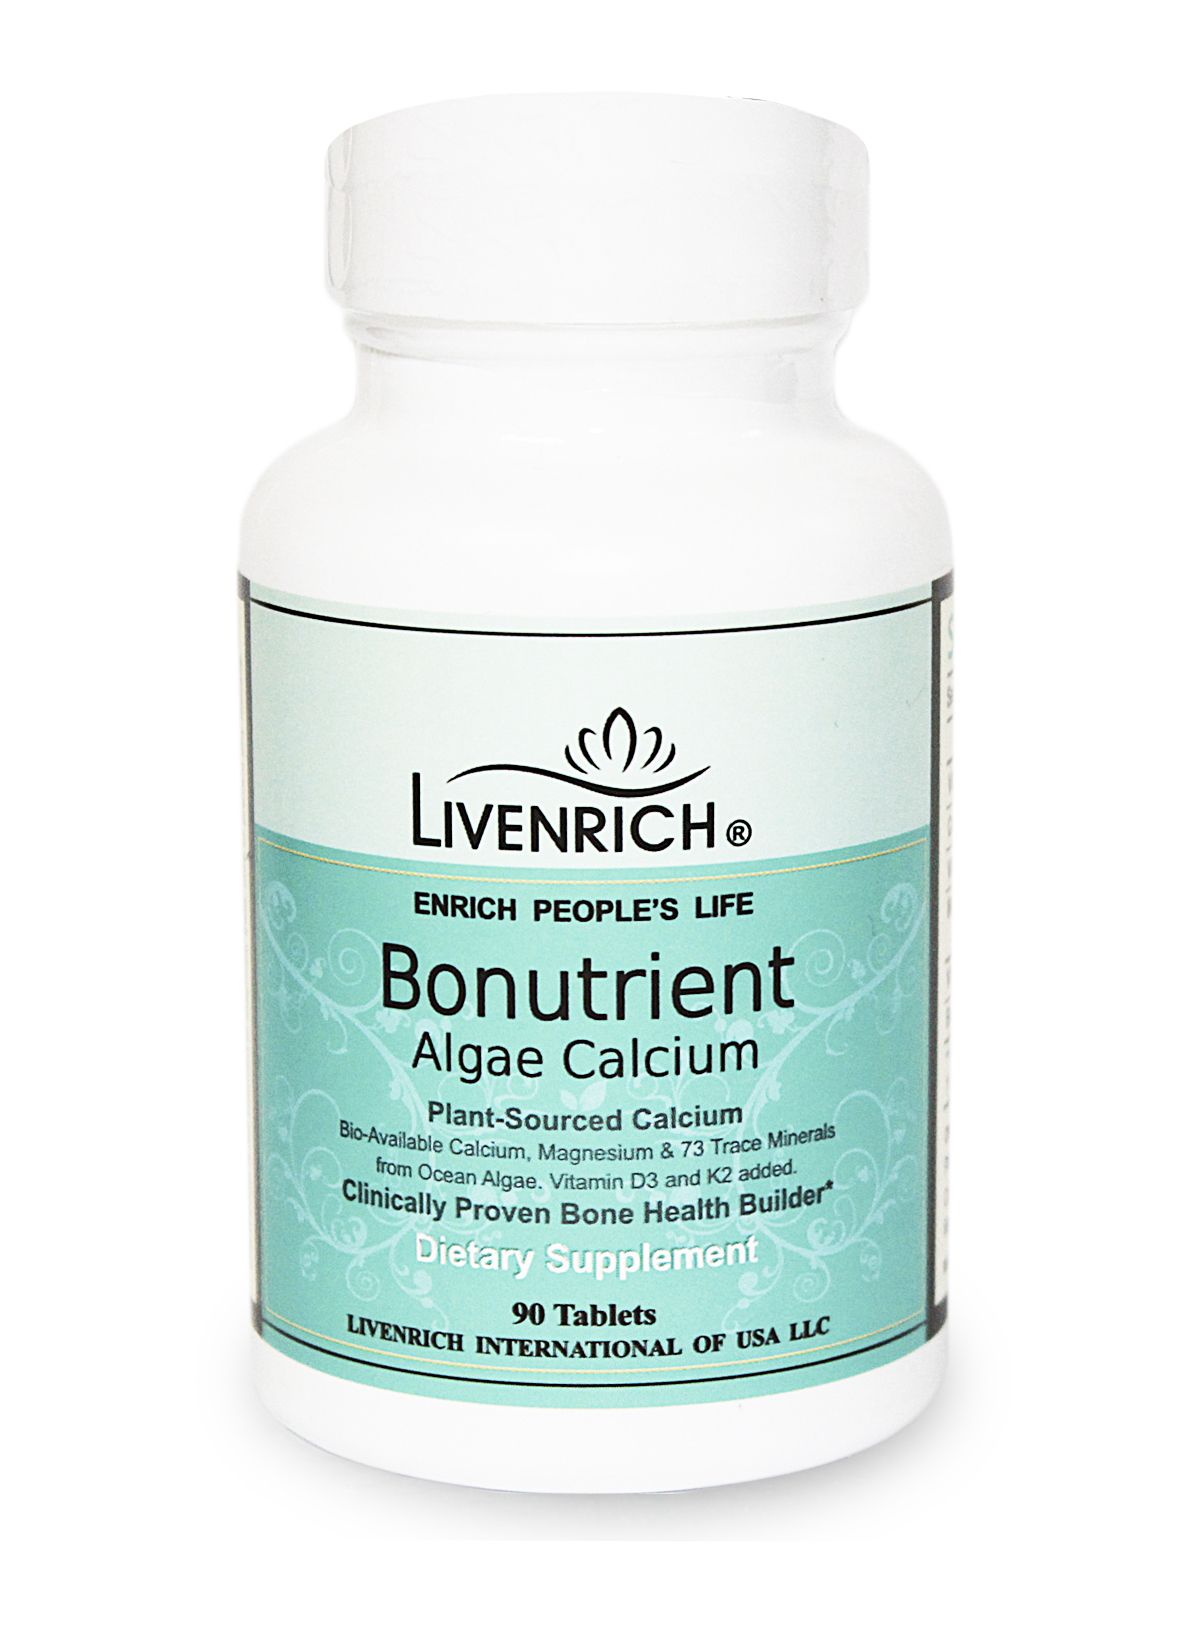 LIVENRICH®
ENRICH PEOPLE'S LIFE
Bonutrient
Algae Calcium
Plant-Sourced Calcium
Bio-Available Calcium, Magnesium & 73 Trace Minerals
from Ocean Algae. Vitamin D3 and K2 added.
Clinically Proven Bone Health Builder*
Dietary Supplement
90 Tablets
LIVENRICH INTERNATIONAL OF USA LLC